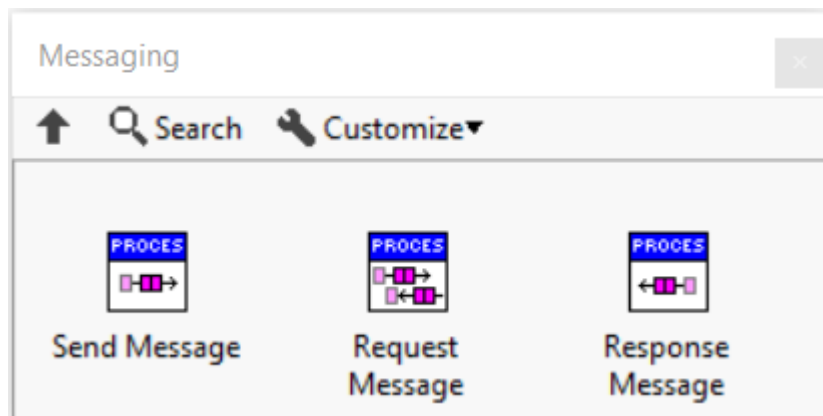 Messaging
Search Customize
PROCES PROCES PROCES
Send Message Request Response
Message Message